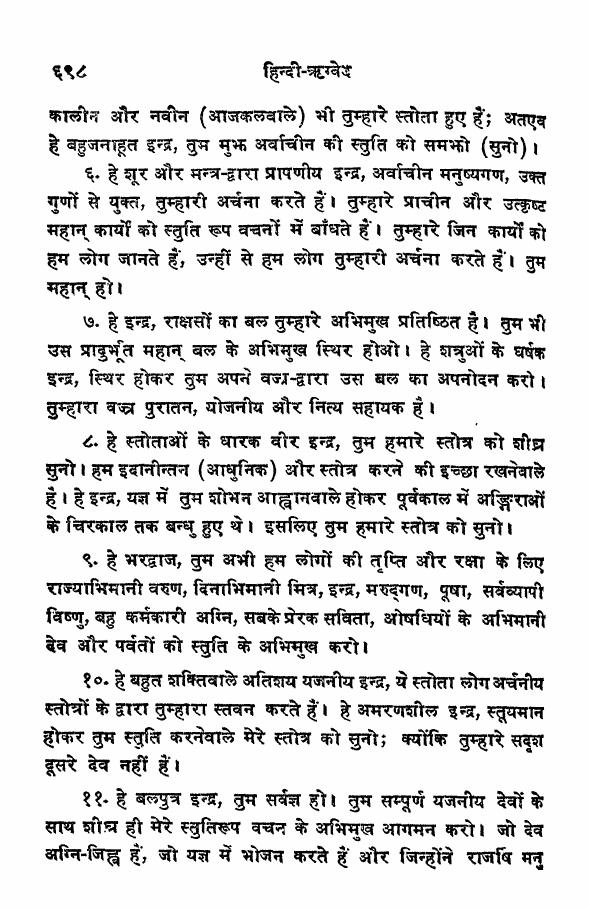 ६९८ हिन्दी-ऋग्वेद
कालीन और नवीन (आजकलवाले) भी तुम्हारे स्तोता हुए हैं; अतएव
हे बहुजनाहूत इन्द्र, तुम मुझ अर्वाचीन की स्तुति को समझो (सुनो)।
६. हे शूर और मन्त्र-द्वारा प्रापणीय इन्द्र, अर्वाचीन मनुष्यगण, उक्त
गुणों से युक्त, तुम्हारी अर्चना करते हैं। तुम्हारे प्राचीन और उत्कृष्ट
महान् कार्यों को स्तुति रूप वचनों में बाँधते हैं। तुम्हारे जिन कार्यों को
हम लोग जानते हैं, उन्हीं से हम लोग तुम्हारी अर्चना करते हैं। तुम
महान् हो।
७. हे इन्द्र, राक्षसों का बल तुम्हारे अभिमुख प्रतिष्ठित है। तुम भी
उस प्रादुर्भूत महान् बल के अभिमुख स्थिर होओ। हे शत्रुओं के घर्षक
इन्द्र, स्थिर होकर तुम अपने वज्र-द्वारा उस बल का अपनोदन करो।
तुम्हारा वज्र पुरातन, योजनीय और नित्य सहायक है।
८. हे स्तोताओं के धारक वीर इन्द्र, तुम हमारे स्तोत्र को शीघ्र
सुनो। हम इदानीन्तन (आधुनिक) और स्तोत्र करने की इच्छा रखनेवाले
है। हे इन्द्र, यज्ञ में तुम शोभन आह्वानवाले होकर पूर्वकाल में अङ्गिराओं
के चिरकाल तक बन्धु हुए थे। इसलिए तुम हमारे स्तोत्र को सुनो।
९. हे भरद्वाज, तुम अभी हम लोगों की तृप्ति और रक्षा के लिए
राज्याभिमानी वरुण, दिनाभिमानी मित्र, इन्द्र, मरुद्गण, पूषा, सर्वव्यापी
विष्णु, बहु कर्मकारी अग्नि, सबके प्रेरक सविता, ओषधियों के अभिमानी
देव और पर्वतों को स्तुति के अभिमुख करो।
१०. हे बहुत शक्तिवाले अतिशय यजनीय इन्द्र, ये स्तोता लोग अर्चनीय
स्तोत्रों के द्वारा तुम्हारा स्तवन करते हैं। हे अमरणशील इन्द्र, स्तूयमान
होकर तुम स्तुति करनेवाले मेरे स्तोत्र को सुनो; क्योंकि तुम्हारे सदृश
दूसरे देव नहीं हैं।
११. हे बलपुत्र इन्द्र, तुम सर्वज्ञ हो। तुम सम्पूर्ण यजनीय देवों के
साथ शीघ्र ही मेरे स्तुतिरूप वचन के अभिमुख आगमन करो। जो देव
अग्नि-जिह्व हैं, जो यज्ञ में भोजन करते हैं और जिन्होंने राजर्षि मनु